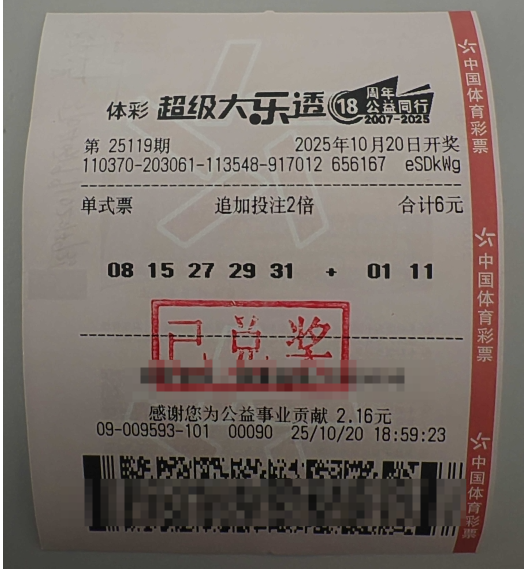 体彩 超级大乐透 18周年公益同行 2007-2025
第 25119期 2025年10月20日开奖
110370-203061-113548-917012 656167 eSDkWg
单式票 追加投注2倍 合计6元
08 15 27 29 31 + 01 11
已兑奖
感谢您为公益事业贡献 2.16元
09-009593-101 00090 25/10/20 18:59:23
中国体育彩票
中国体育彩票
中国体育彩票